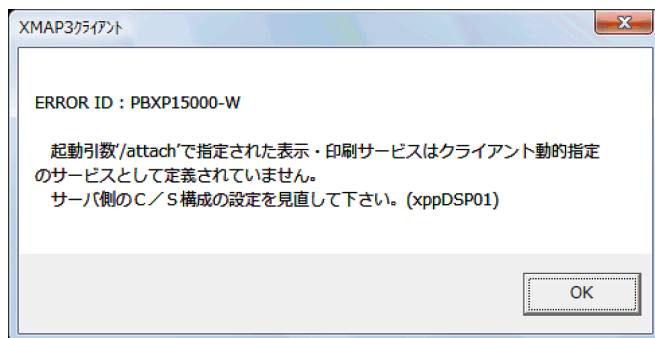 XMAP3ｸﾗｲｱﾝﾄ
X
ERROR ID : PBXP15000-W
起動引数'/attach'で指定された表示・印刷サービスはクライアント動的指定
のサービスとして定義されていません。
サーバ側のＣ／Ｓ構成の設定を見直して下さい。(xppDSP01)
OK